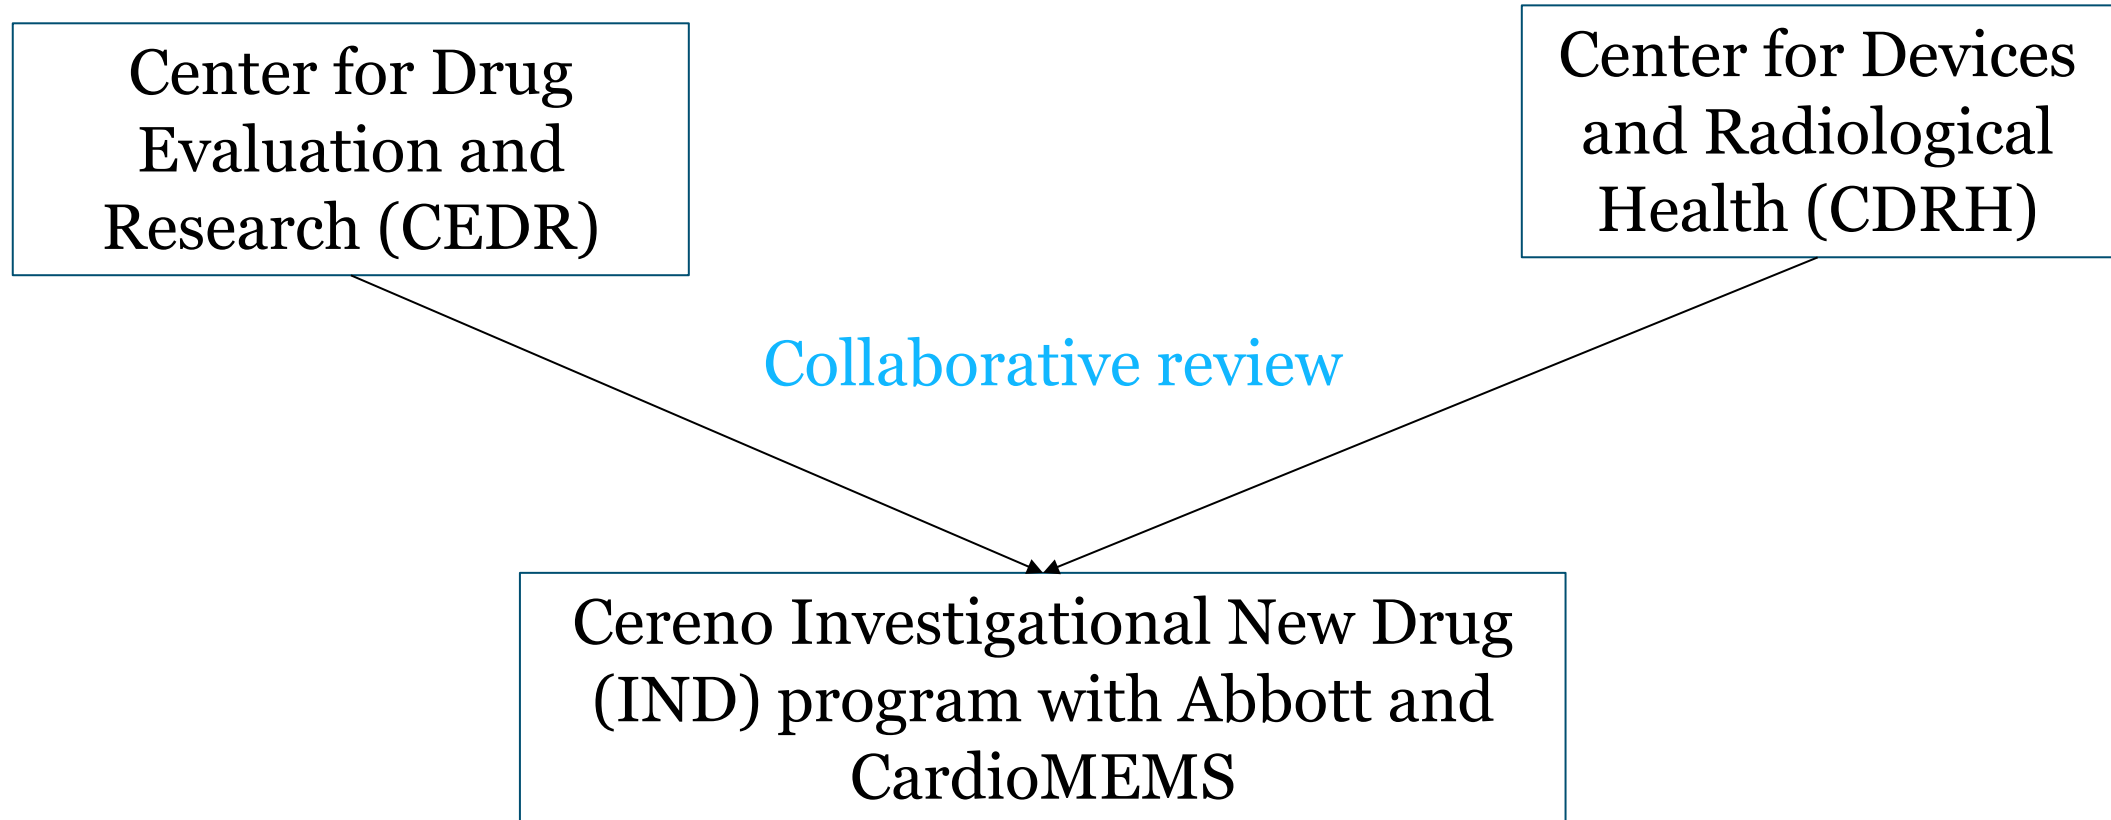 Center for Drug
Evaluation and
Research (CEDR)
Center for Devices
and Radiological
Health (CDRH)
Collaborative review
Cereno Investigational New Drug
(IND) program with Abbott and
CardioMEMS